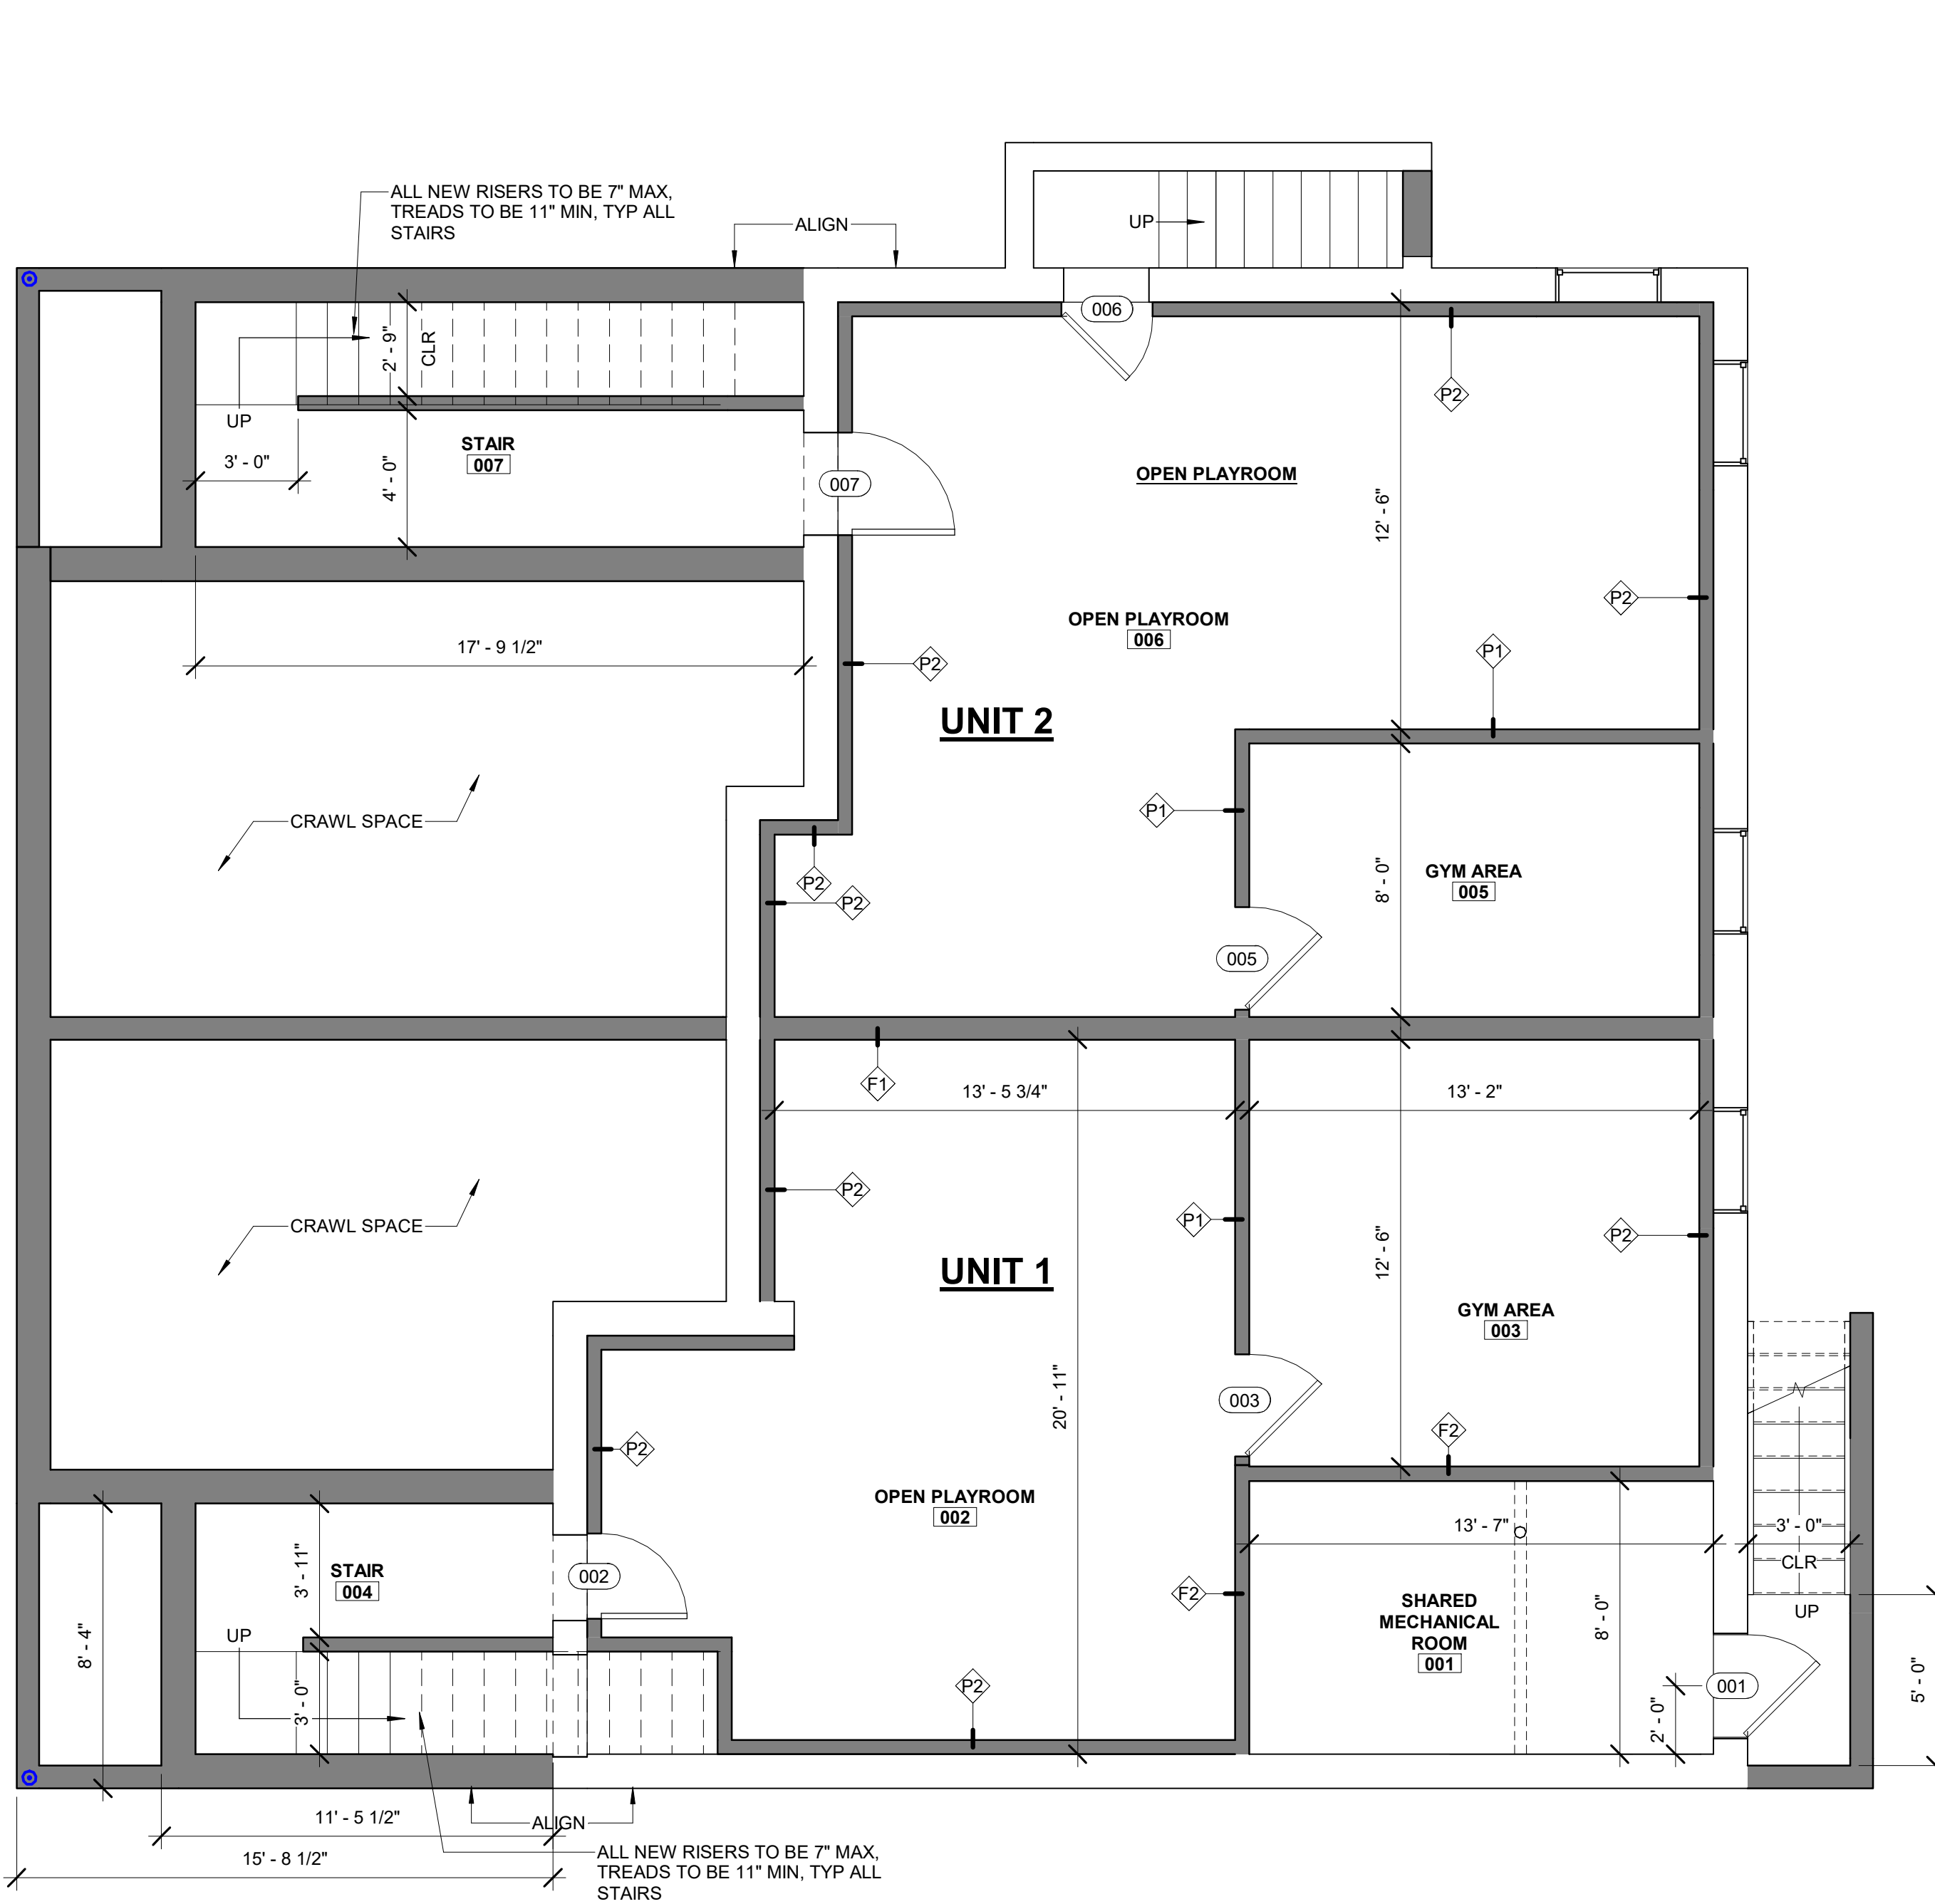 ALL NEW RISERS TO BE 7" MAX,
TREADS TO BE 11" MIN, TYP ALL
STAIRS
ALIGN
UP
006
2' - 9"
CLR
P2
UP
STAIR
007
3' - 0"
4' - 0"
007
OPEN PLAYROOM
12' - 6"
P2
OPEN PLAYROOM
006
17' - 9 1/2"
P2
P1
UNIT 2
CRAWL SPACE
P1
P2
P2
GYM AREA
005
8' - 0"
005
F1
13' - 5 3/4"
13' - 2"
P2
P1
P2
CRAWL SPACE
12' - 6"
UNIT 1
GYM AREA
003
20' - 11"
003
P2
F2
OPEN PLAYROOM
002
13' - 7"
3' - 0"
CLR
3' - 11"
STAIR
004
002
F2
SHARED
MECHANICAL
ROOM
001
8' - 0"
UP
8' - 4"
UP
3' - 0"
P2
001
2' - 0"
5' - 0"
11' - 5 1/2"
ALIGN
15' - 8 1/2"
ALL NEW RISERS TO BE 7" MAX,
TREADS TO BE 11" MIN, TYP ALL
STAIRS